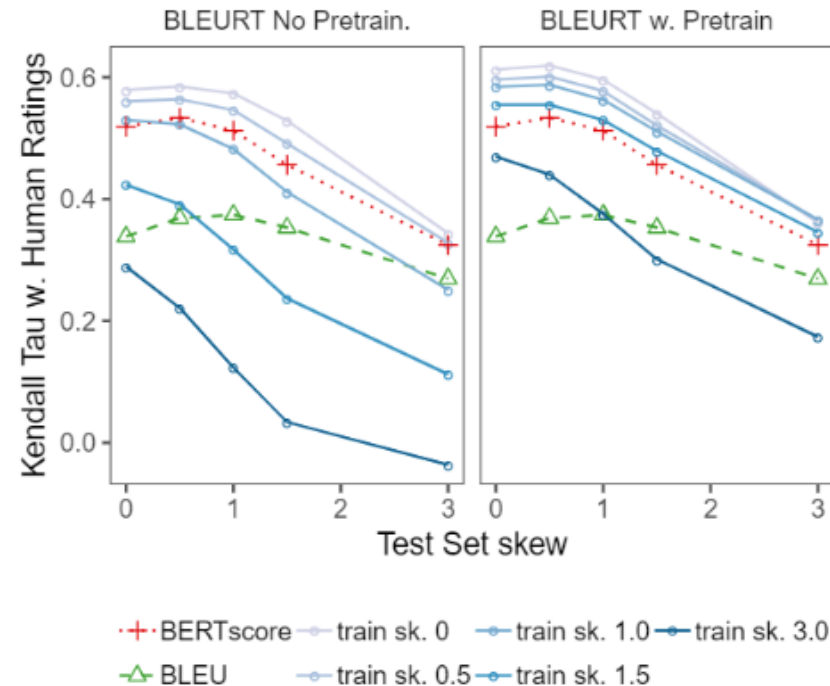 BLEURT No Pretrain. BLEURT w. Pretrain
Kendall Tau w. Human Ratings
0.6
0.4
0.2
0.0
0 1 2 3 0 1 2 3
Test Set skew
BERTscore train sk. 0 train sk. 1.0 train sk. 3.0
BLEU train sk. 0.5 train sk. 1.5